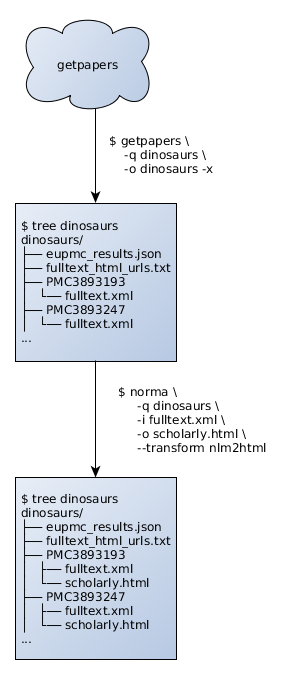 getpapers
$ getpapers \
-q dinosaurs \
-o dinosaurs -x
$ tree dinosaurs
dinosaurs/
├── eupmc_results.json
├── fulltext_html_urls.txt
├── PMC3893193
│   └── fulltext.xml
├── PMC3893247
│   └── fulltext.xml
...
$ norma \
-q dinosaurs \
-i fulltext.xml \
-o scholarly.html \
--transform nlm2html
$ tree dinosaurs
dinosaurs/
├── eupmc_results.json
├── fulltext_html_urls.txt
├── PMC3893193
│   ├── fulltext.xml
│   └── scholarly.html
├── PMC3893247
│   ├── fulltext.xml
│   └── scholarly.html
...